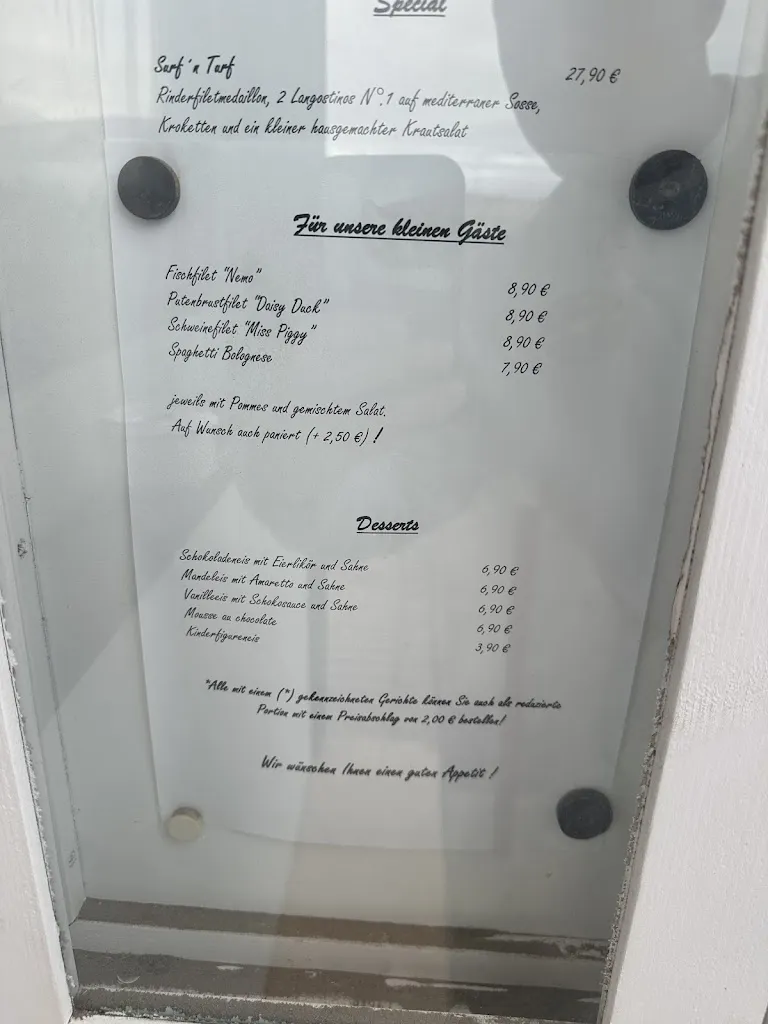 Special
Surf´n Turf 27,90 €
Rinderfiletmedaillon, 2 Langostinos N°.1 auf mediterraner Sosse,
Kroketten und ein kleiner hausgemachter Krautsalat
Für unsere kleinen Gäste
Fischfilet "Nemo" 8,90 €
Putenbrustfilet "Daisy Duck" 8,90 €
Schweinefilet "Miss Piggy" 8,90 €
Spaghetti Bolognese 7,90 €
jeweils mit Pommes und gemischtem Salat.
Auf Wunsch auch paniert (+ 2,50 €) !
Desserts
Schokoladeneis mit Eierlikör und Sahne 6,90 €
Mandeleis mit Amaretto und Sahne 6,90 €
Vanilleeis mit Schokosauce und Sahne 6,90 €
Mousse au chocolate 6,90 €
Kinderfigureneis 3,90 €
*Alle mit einem (*) gekennzeichneten Gerichte können Sie auch als reduzierte
Portion mit einem Preisabschlag von 2,00 € bestellen!
Wir wünschen Ihnen einen guten Appetit !